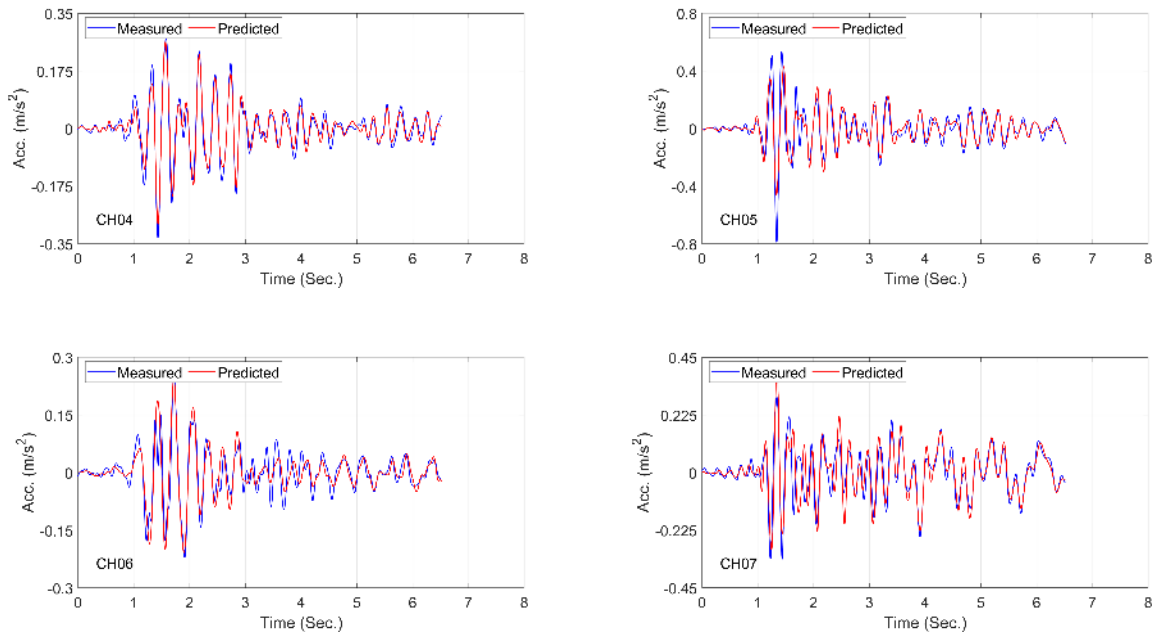 0.35
0.175
0
-0.175
-0.35
Acc. (m/s²)
Measured Predicted
CH04
0 1 2 3 4 5 6 7 8
Time (Sec.)
0.8
0.4
0
-0.4
-0.8
Acc. (m/s²)
Measured Predicted
CH05
0 1 2 3 4 5 6 7 8
Time (Sec.)
0.3
0.15
0
-0.15
-0.3
Acc. (m/s²)
Measured Predicted
CH06
0 1 2 3 4 5 6 7 8
Time (Sec.)
0.45
0.225
0
-0.225
-0.45
Acc. (m/s²)
Measured Predicted
CH07
0 1 2 3 4 5 6 7 8
Time (Sec.)